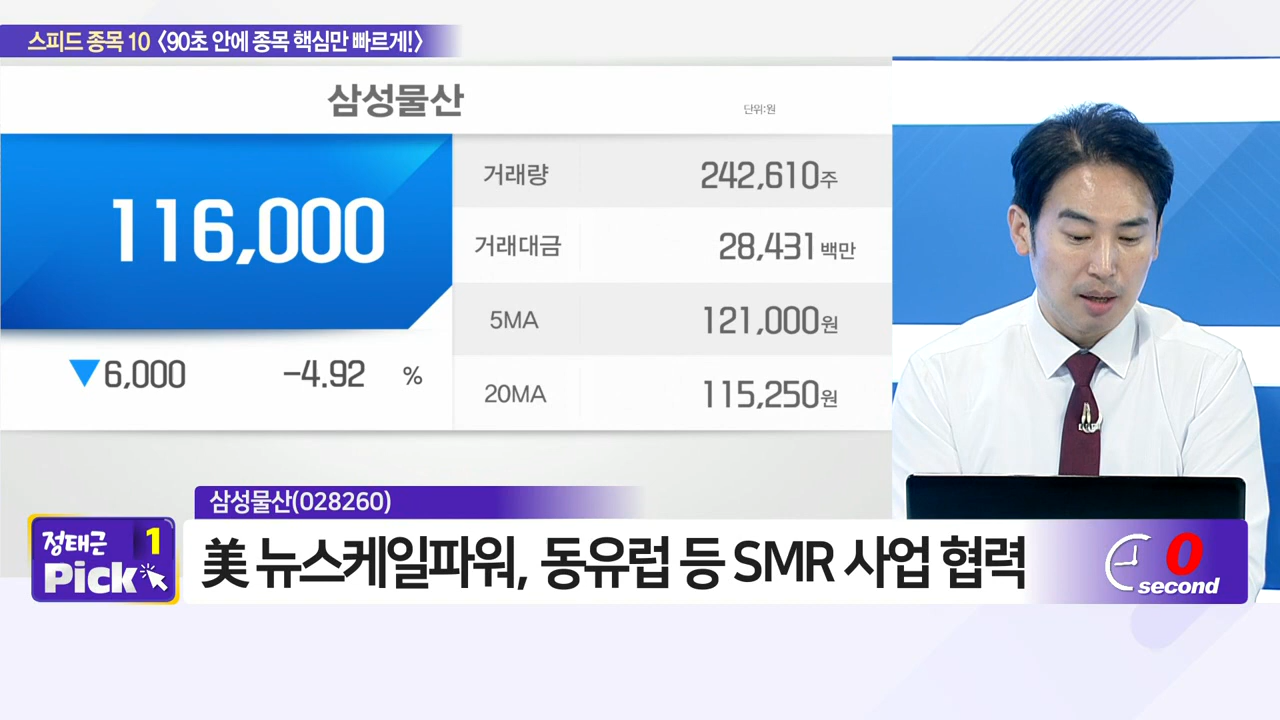 스피드 종목 10 〈90초 안에 종목 핵심만 빠르게!〉
삼성물산
단위:원
116,000
▼6,000 -4.92 %
거래량 242,610주
거래대금 28,431백만
5MA 121,000원
20MA 115,250원
삼성물산(028260)
정태근 1
Pick
美 뉴스케일파워, 동유럽 등 SMR 사업 협력
0
second